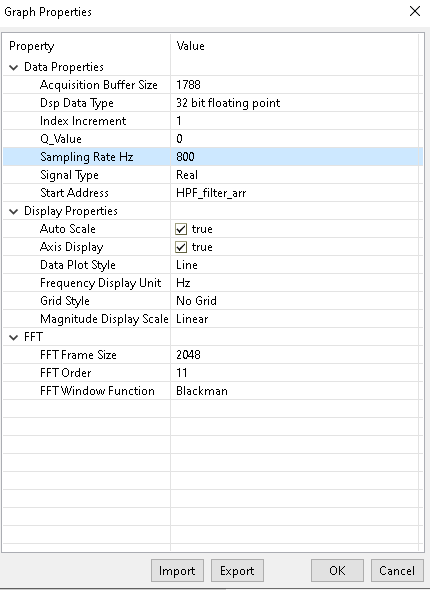 Graph Properties
Property Value
Data Properties
Acquisition Buffer Size 1788
Dsp Data Type 32 bit floating point
Index Increment 1
Q_Value 0
Sampling Rate Hz 800
Signal Type Real
Start Address HPF_filter_arr
Display Properties
Auto Scale true
Axis Display true
Data Plot Style Line
Frequency Display Unit Hz
Grid Style No Grid
Magnitude Display Scale Linear
FFT
FFT Frame Size 2048
FFT Order 11
FFT Window Function Blackman
Import Export OK Cancel